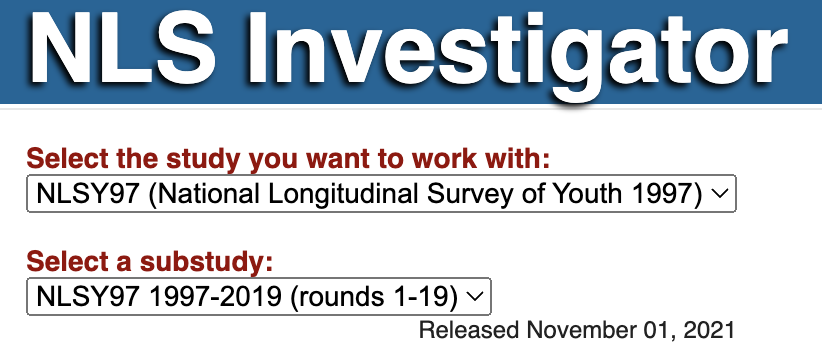 NLS Investigator
Select the study you want to work with:
NLSY97 (National Longitudinal Survey of Youth 1997)
Select a substudy:
NLSY97 1997-2019 (rounds 1-19)
Released November 01, 2021